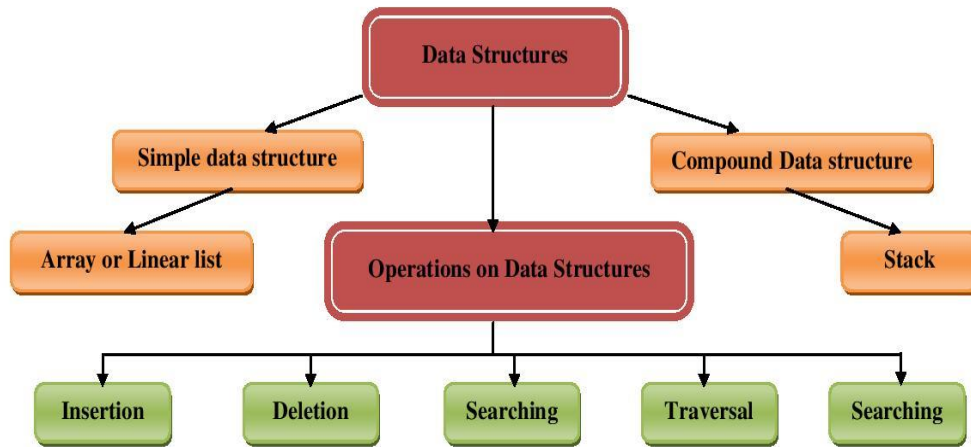 Data Structures
Simple data structure
Compound Data structure
Array or Linear list
Operations on Data Structures
Stack
Insertion
Deletion
Searching
Traversal
Searching